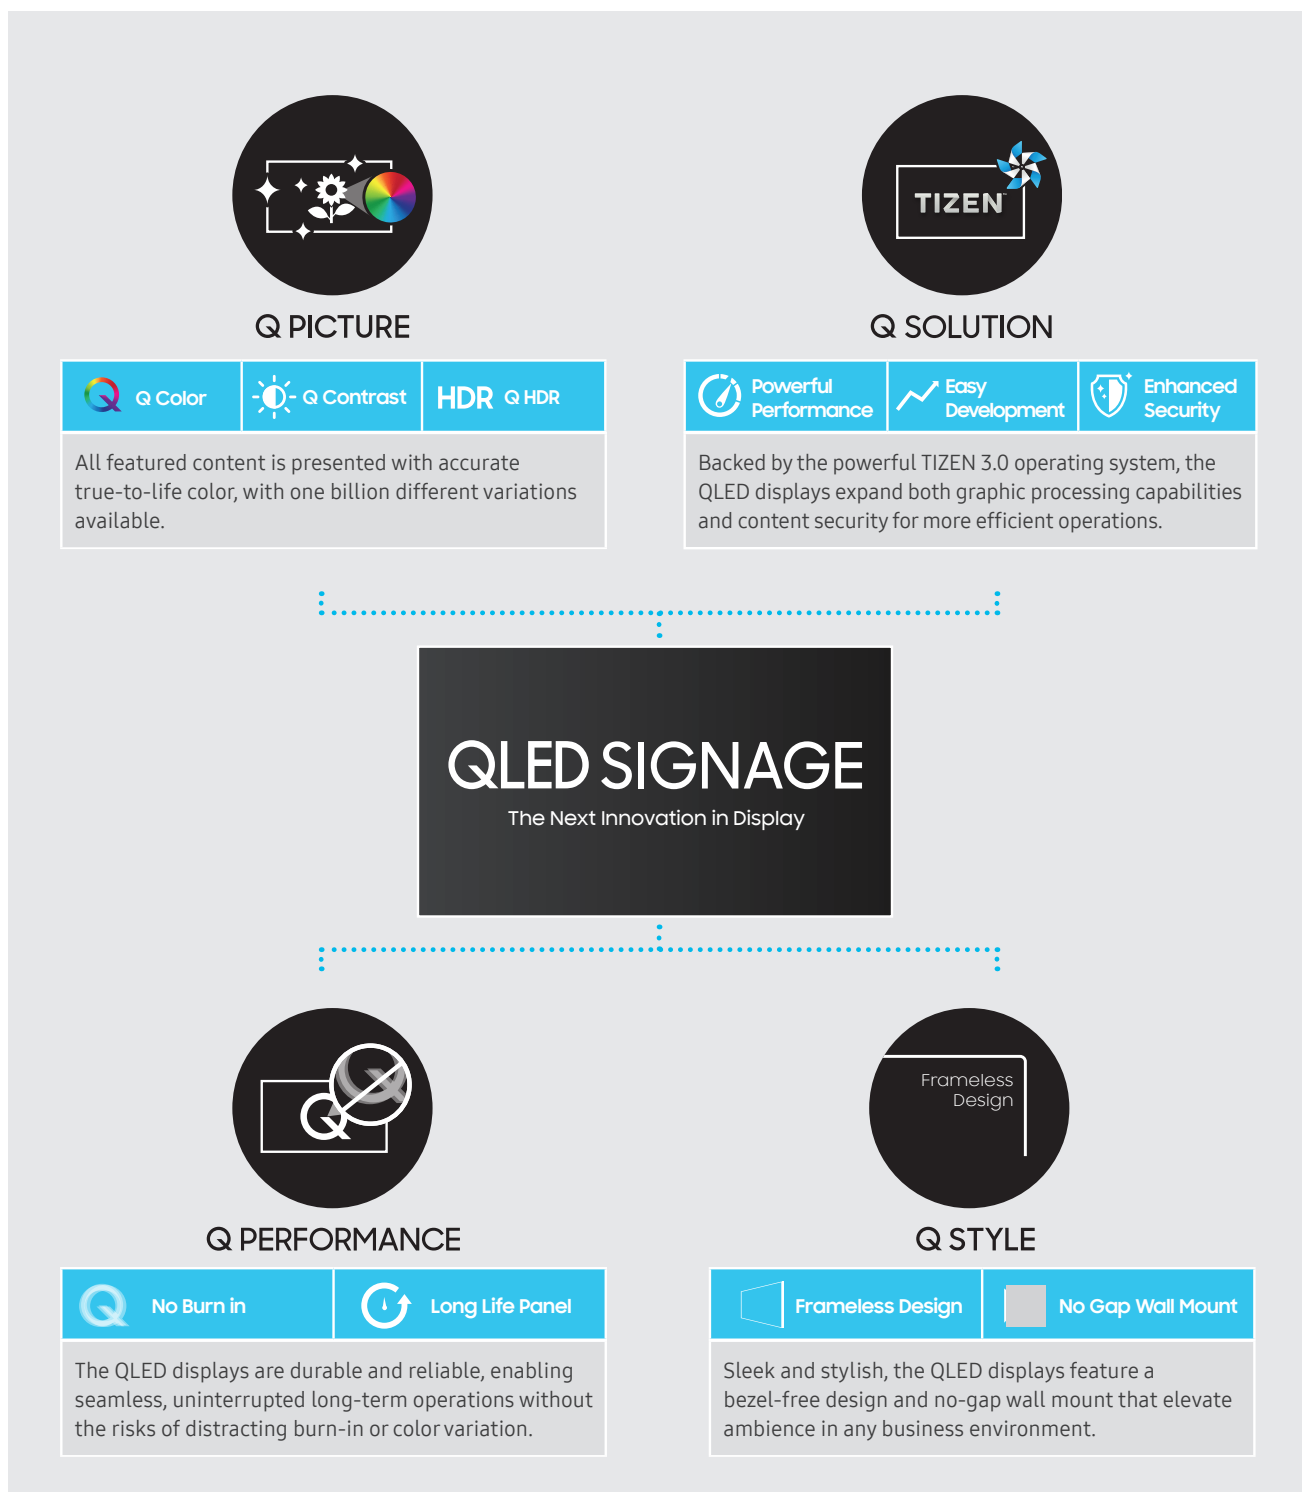 TIZEN™
Q PICTURE
Q Color
Q Contrast
HDR Q HDR
All featured content is presented with accurate
true-to-life color, with one billion different variations
available.
Q SOLUTION
Powerful
Performance
Easy
Development
Enhanced
Security
Backed by the powerful TIZEN 3.0 operating system, the
QLED displays expand both graphic processing capabilities
and content security for more efficient operations.
QLED SIGNAGE
The Next Innovation in Display
Q
Q
Q PERFORMANCE
Q
No Burn in
Long Life Panel
The QLED displays are durable and reliable, enabling
seamless, uninterrupted long-term operations without
the risks of distracting burn-in or color variation.
Frameless
Design
Q STYLE
Frameless Design
No Gap Wall Mount
Sleek and stylish, the QLED displays feature a
bezel-free design and no-gap wall mount that elevate
ambience in any business environment.